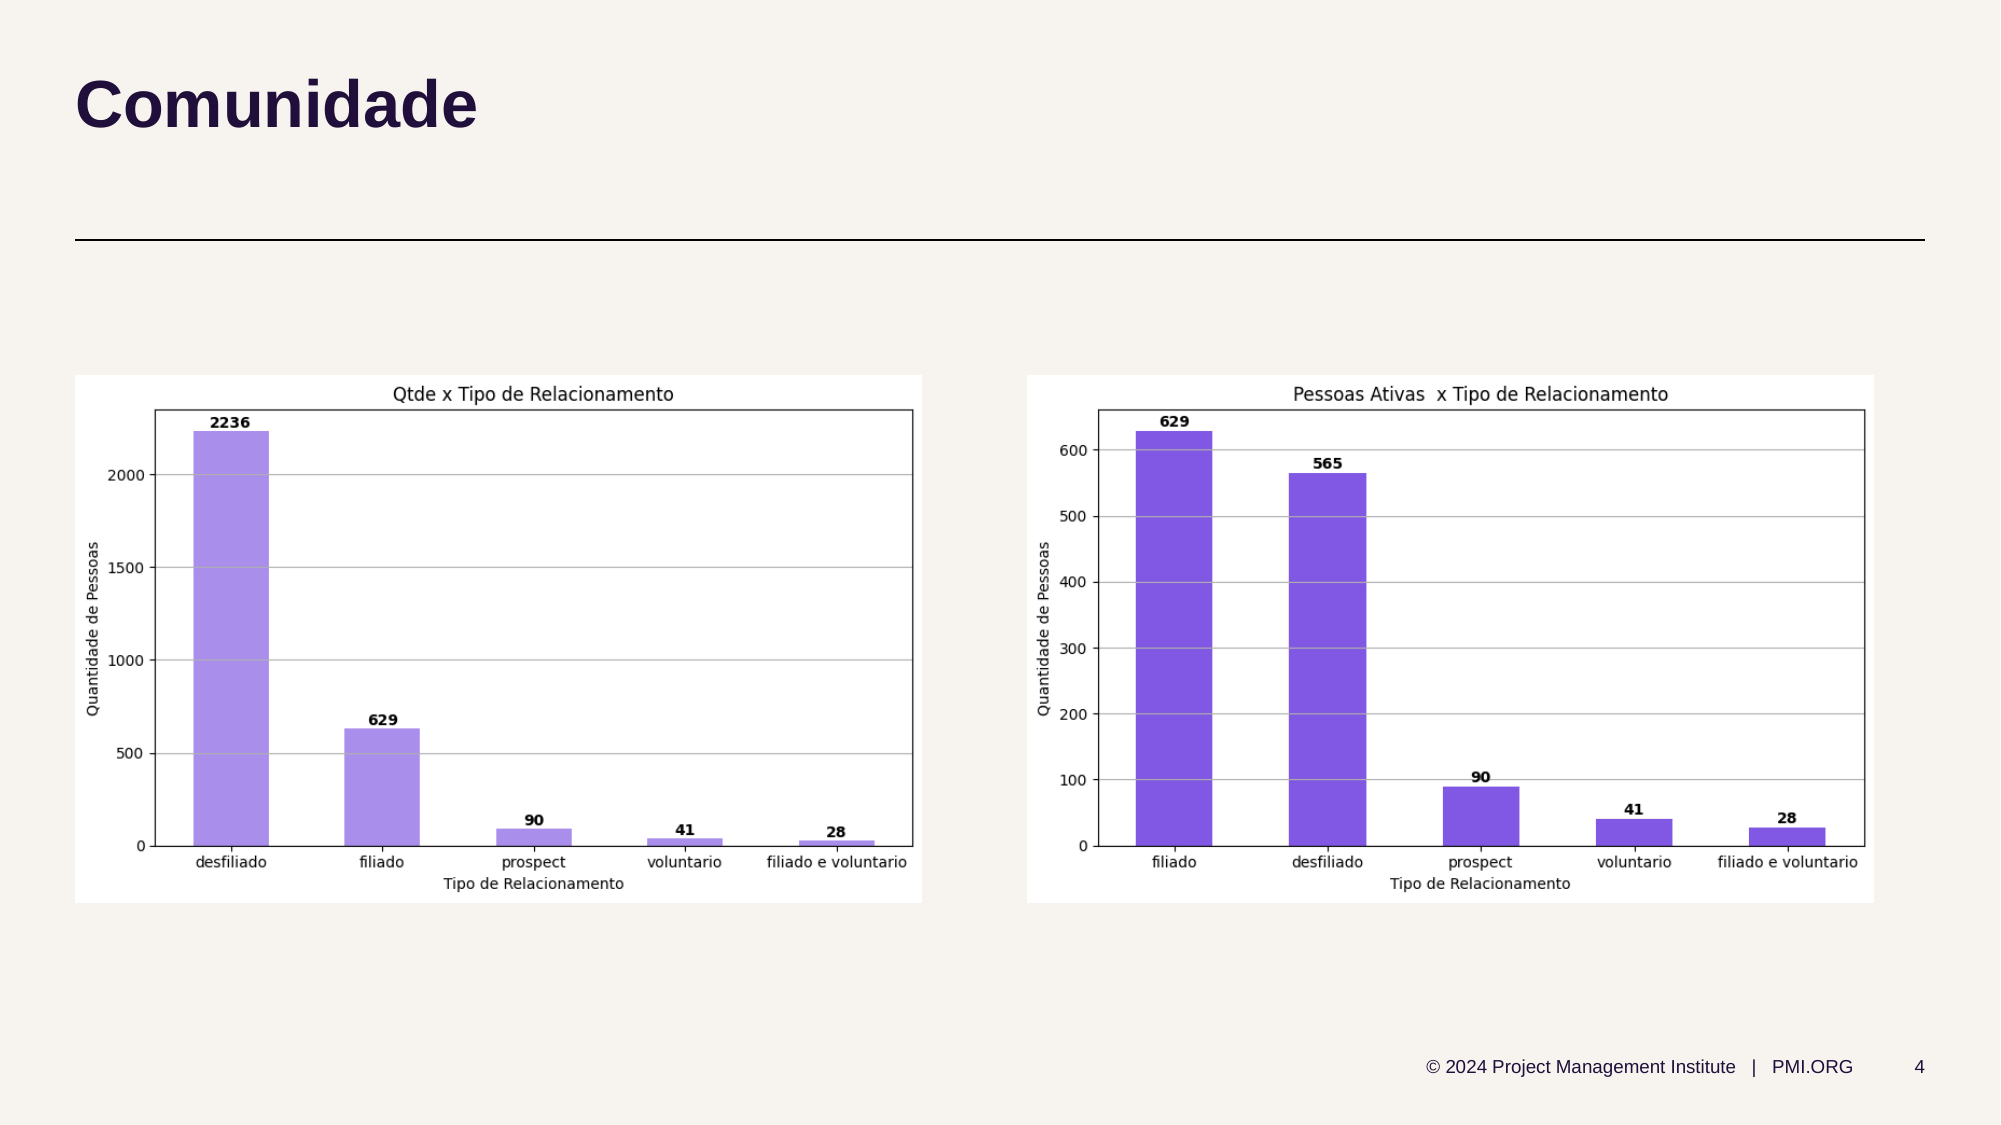 Comunidade
Qtde x Tipo de Relacionamento
2236
629
90
41
28
2000
1500
1000
500
0
Quantidade de Pessoas
desfiliado filiado prospect voluntario filiado e voluntario
Tipo de Relacionamento
Pessoas Ativas x Tipo de Relacionamento
629
565
90
41
28
600
500
400
300
200
100
0
Quantidade de Pessoas
filiado desfiliado prospect voluntario filiado e voluntario
Tipo de Relacionamento
© 2024 Project Management Institute | PMI.ORG 4